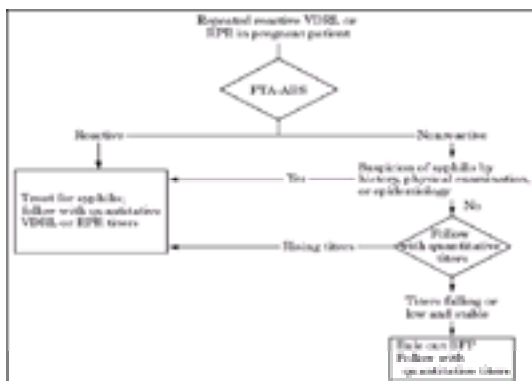 Repeated reactive VDRL or
RPR in pregnant patient
FTA-ABS
Reactive
Nonreactive
Suspicion of syphilis by
history, physical examination,
or epidemiology
Yes
Treat for syphilis;
follow with quantitative
VDRL or RPR titers
No
Rising titers
Follow
with quantitative
titers
Titers falling or
low and stable
Rule out BFP
Follow with
quantitative titers